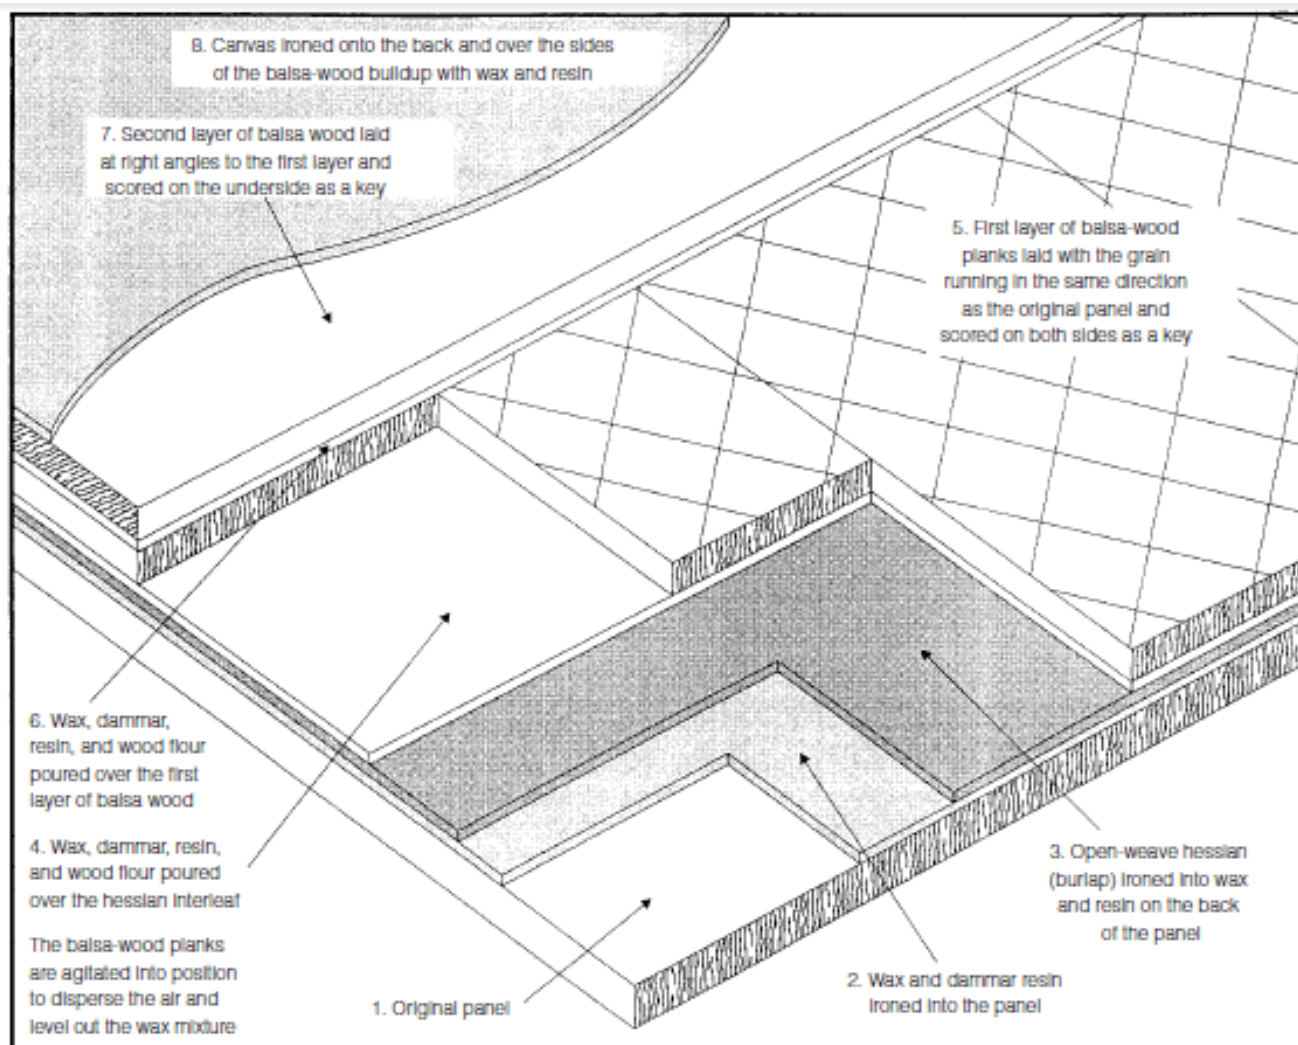 8. Canvas ironed onto the back and over the sides
of the balsa-wood buildup with wax and resin
7. Second layer of balsa wood laid
at right angles to the first layer and
scored on the underside as a key
5. First layer of balsa-wood
planks laid with the grain
running in the same direction
as the original panel and
scored on both sides as a key
6. Wax, dammar,
resin, and wood flour
poured over the first
layer of balsa wood
4. Wax, dammar, resin,
and wood flour poured
over the hessian interleaf
The balsa-wood planks
are agitated into position
to disperse the air and
level out the wax mixture
1. Original panel
2. Wax and dammar resin
ironed into the panel
3. Open-weave hessian
(burlap) ironed into wax
and resin on the back
of the panel